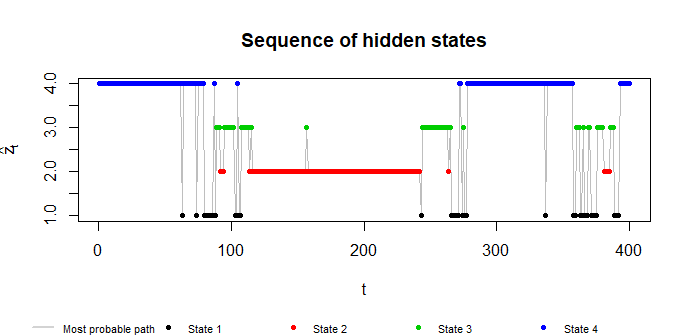 Sequence of hidden states
4.0
3.0
2.0
1.0
ẑt
0 100 200 300 400
t
Most probable path State 1 State 2 State 3 State 4